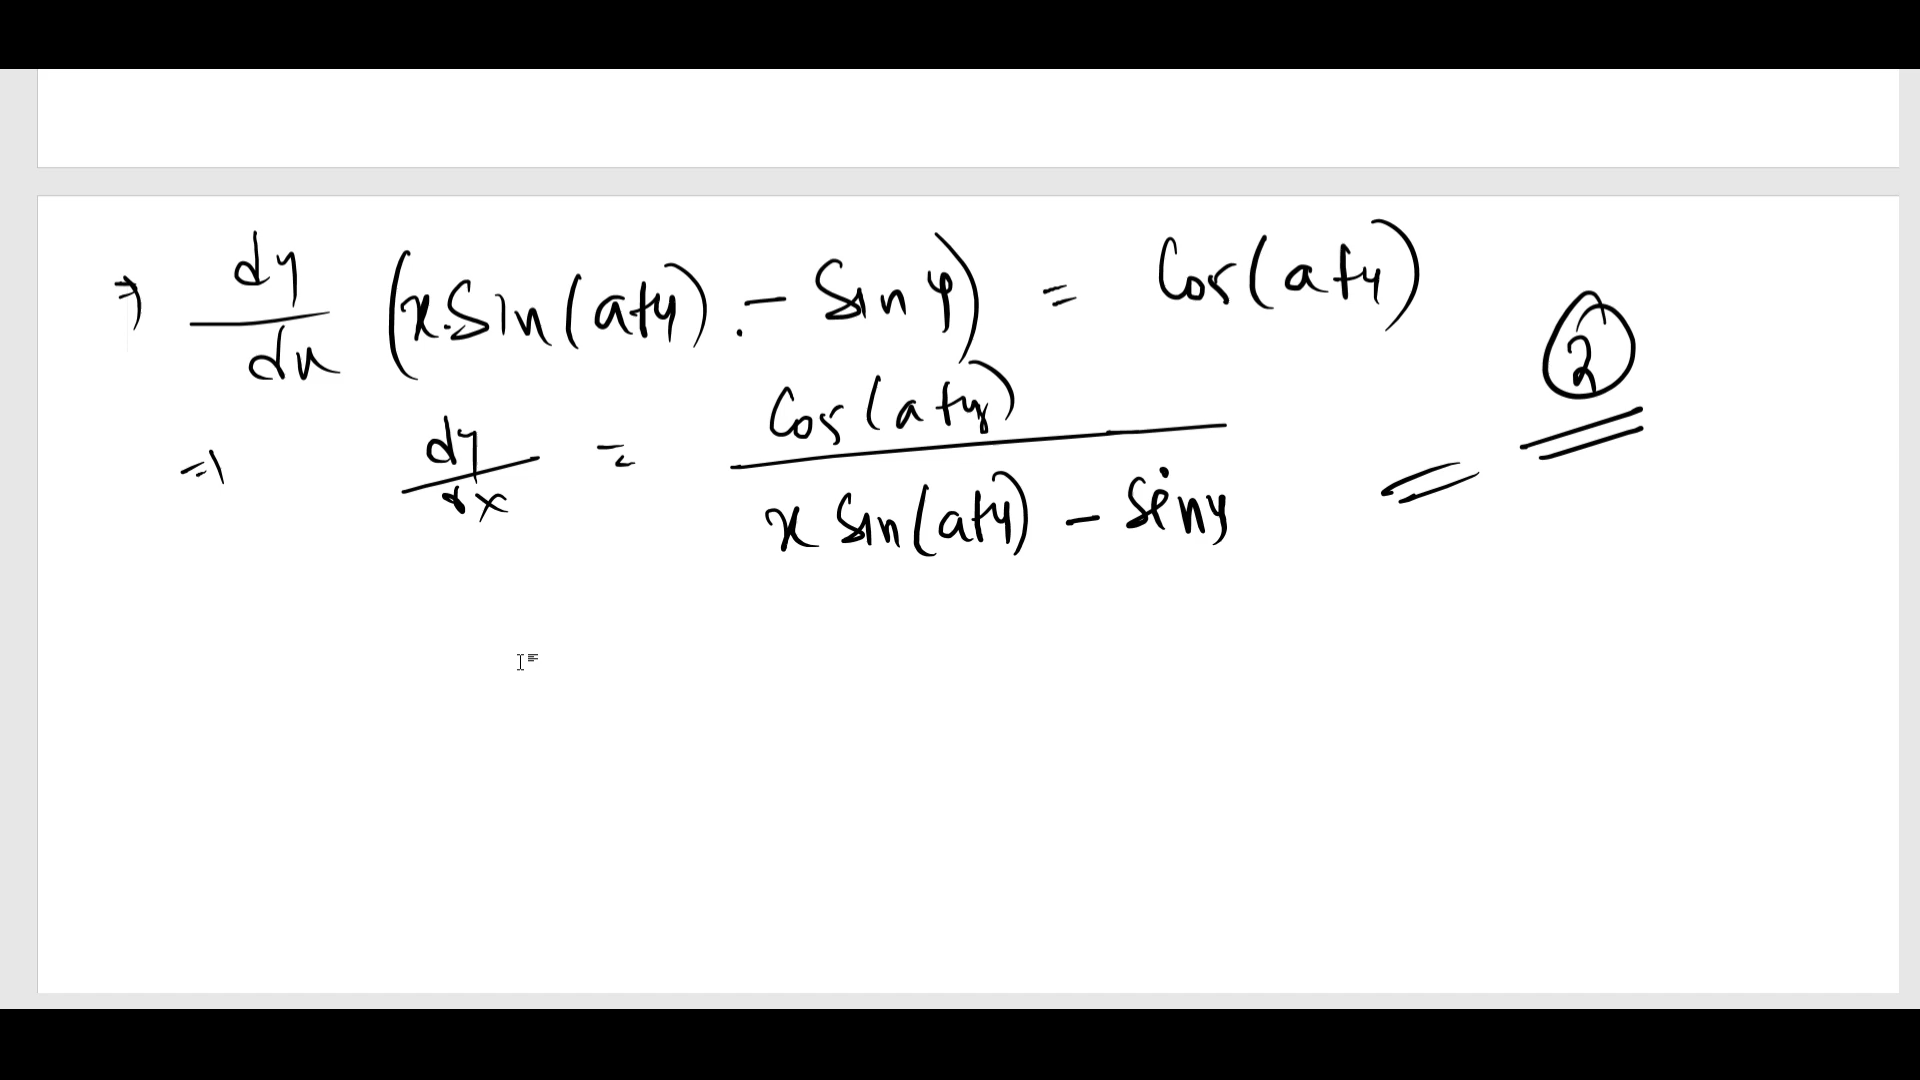 ⇒ dy/dx (x.Sin(a+y) . - Sin y) = Cos(a+y)
⇒ dy/dx = Cos(a+y) / x Sin(a+y) - Siny = 2